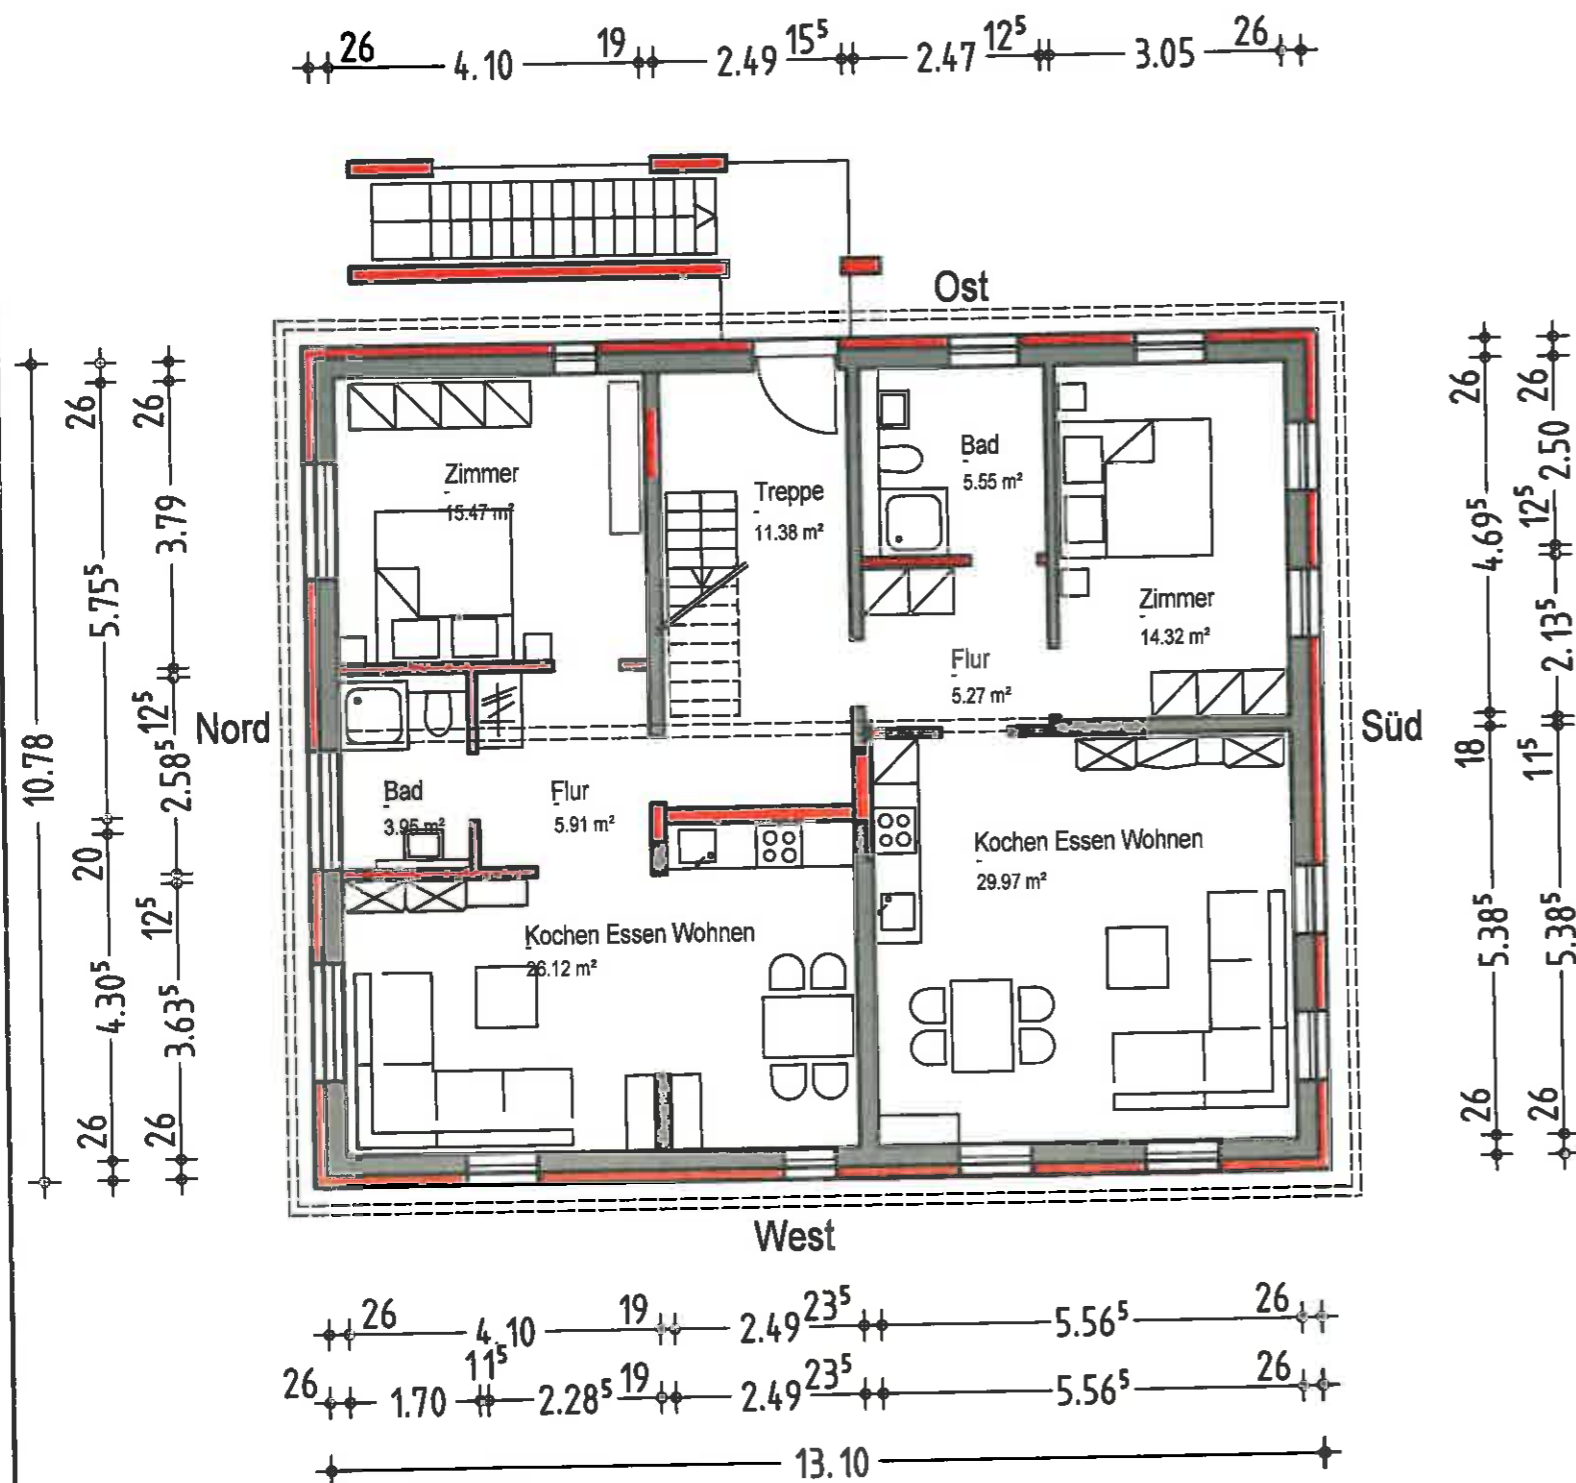 26 4.10 19 2.49 15⁵ 2.47 12⁵ 3.05 26
Ost
Nord
Süd
West
Zimmer
15.47 m²
Treppe
11.38 m²
Bad
5.55 m²
Zimmer
14.32 m²
Flur
5.27 m²
Bad
3.95 m²
Flur
5.91 m²
Kochen Essen Wohnen
29.97 m²
Kochen Essen Wohnen
26.12 m²
10.78
26 5.75⁵ 20 4.30⁵ 26
26 3.79 12⁵ 2.58⁵ 12⁵ 3.63⁵ 26
26 4.69⁵ 18 5.38⁵ 26
26 2.50 12⁵ 2.13⁵ 11⁵ 5.38⁵ 26
26 4.10 19 2.49 23⁵ 5.56⁵ 26
26 1.70 11⁵ 2.28⁵ 19 2.49 23⁵ 5.56⁵ 26
13.10